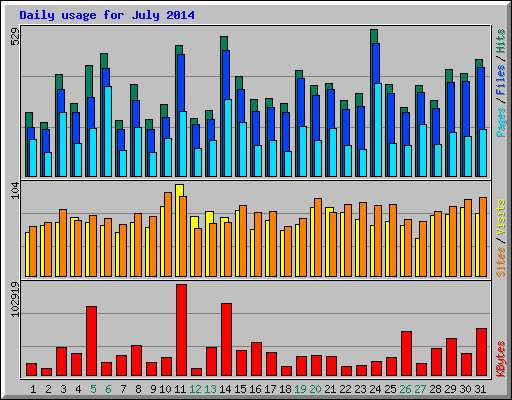 Daily usage for July 2014
529
Pages / Files / Hits
104
Sites / Visits
102919
KBytes
1 2 3 4 5 6 7 8 9 10 11 12 13 14 15 16 17 18 19 20 21 22 23 24 25 26 27 28 29 30 31